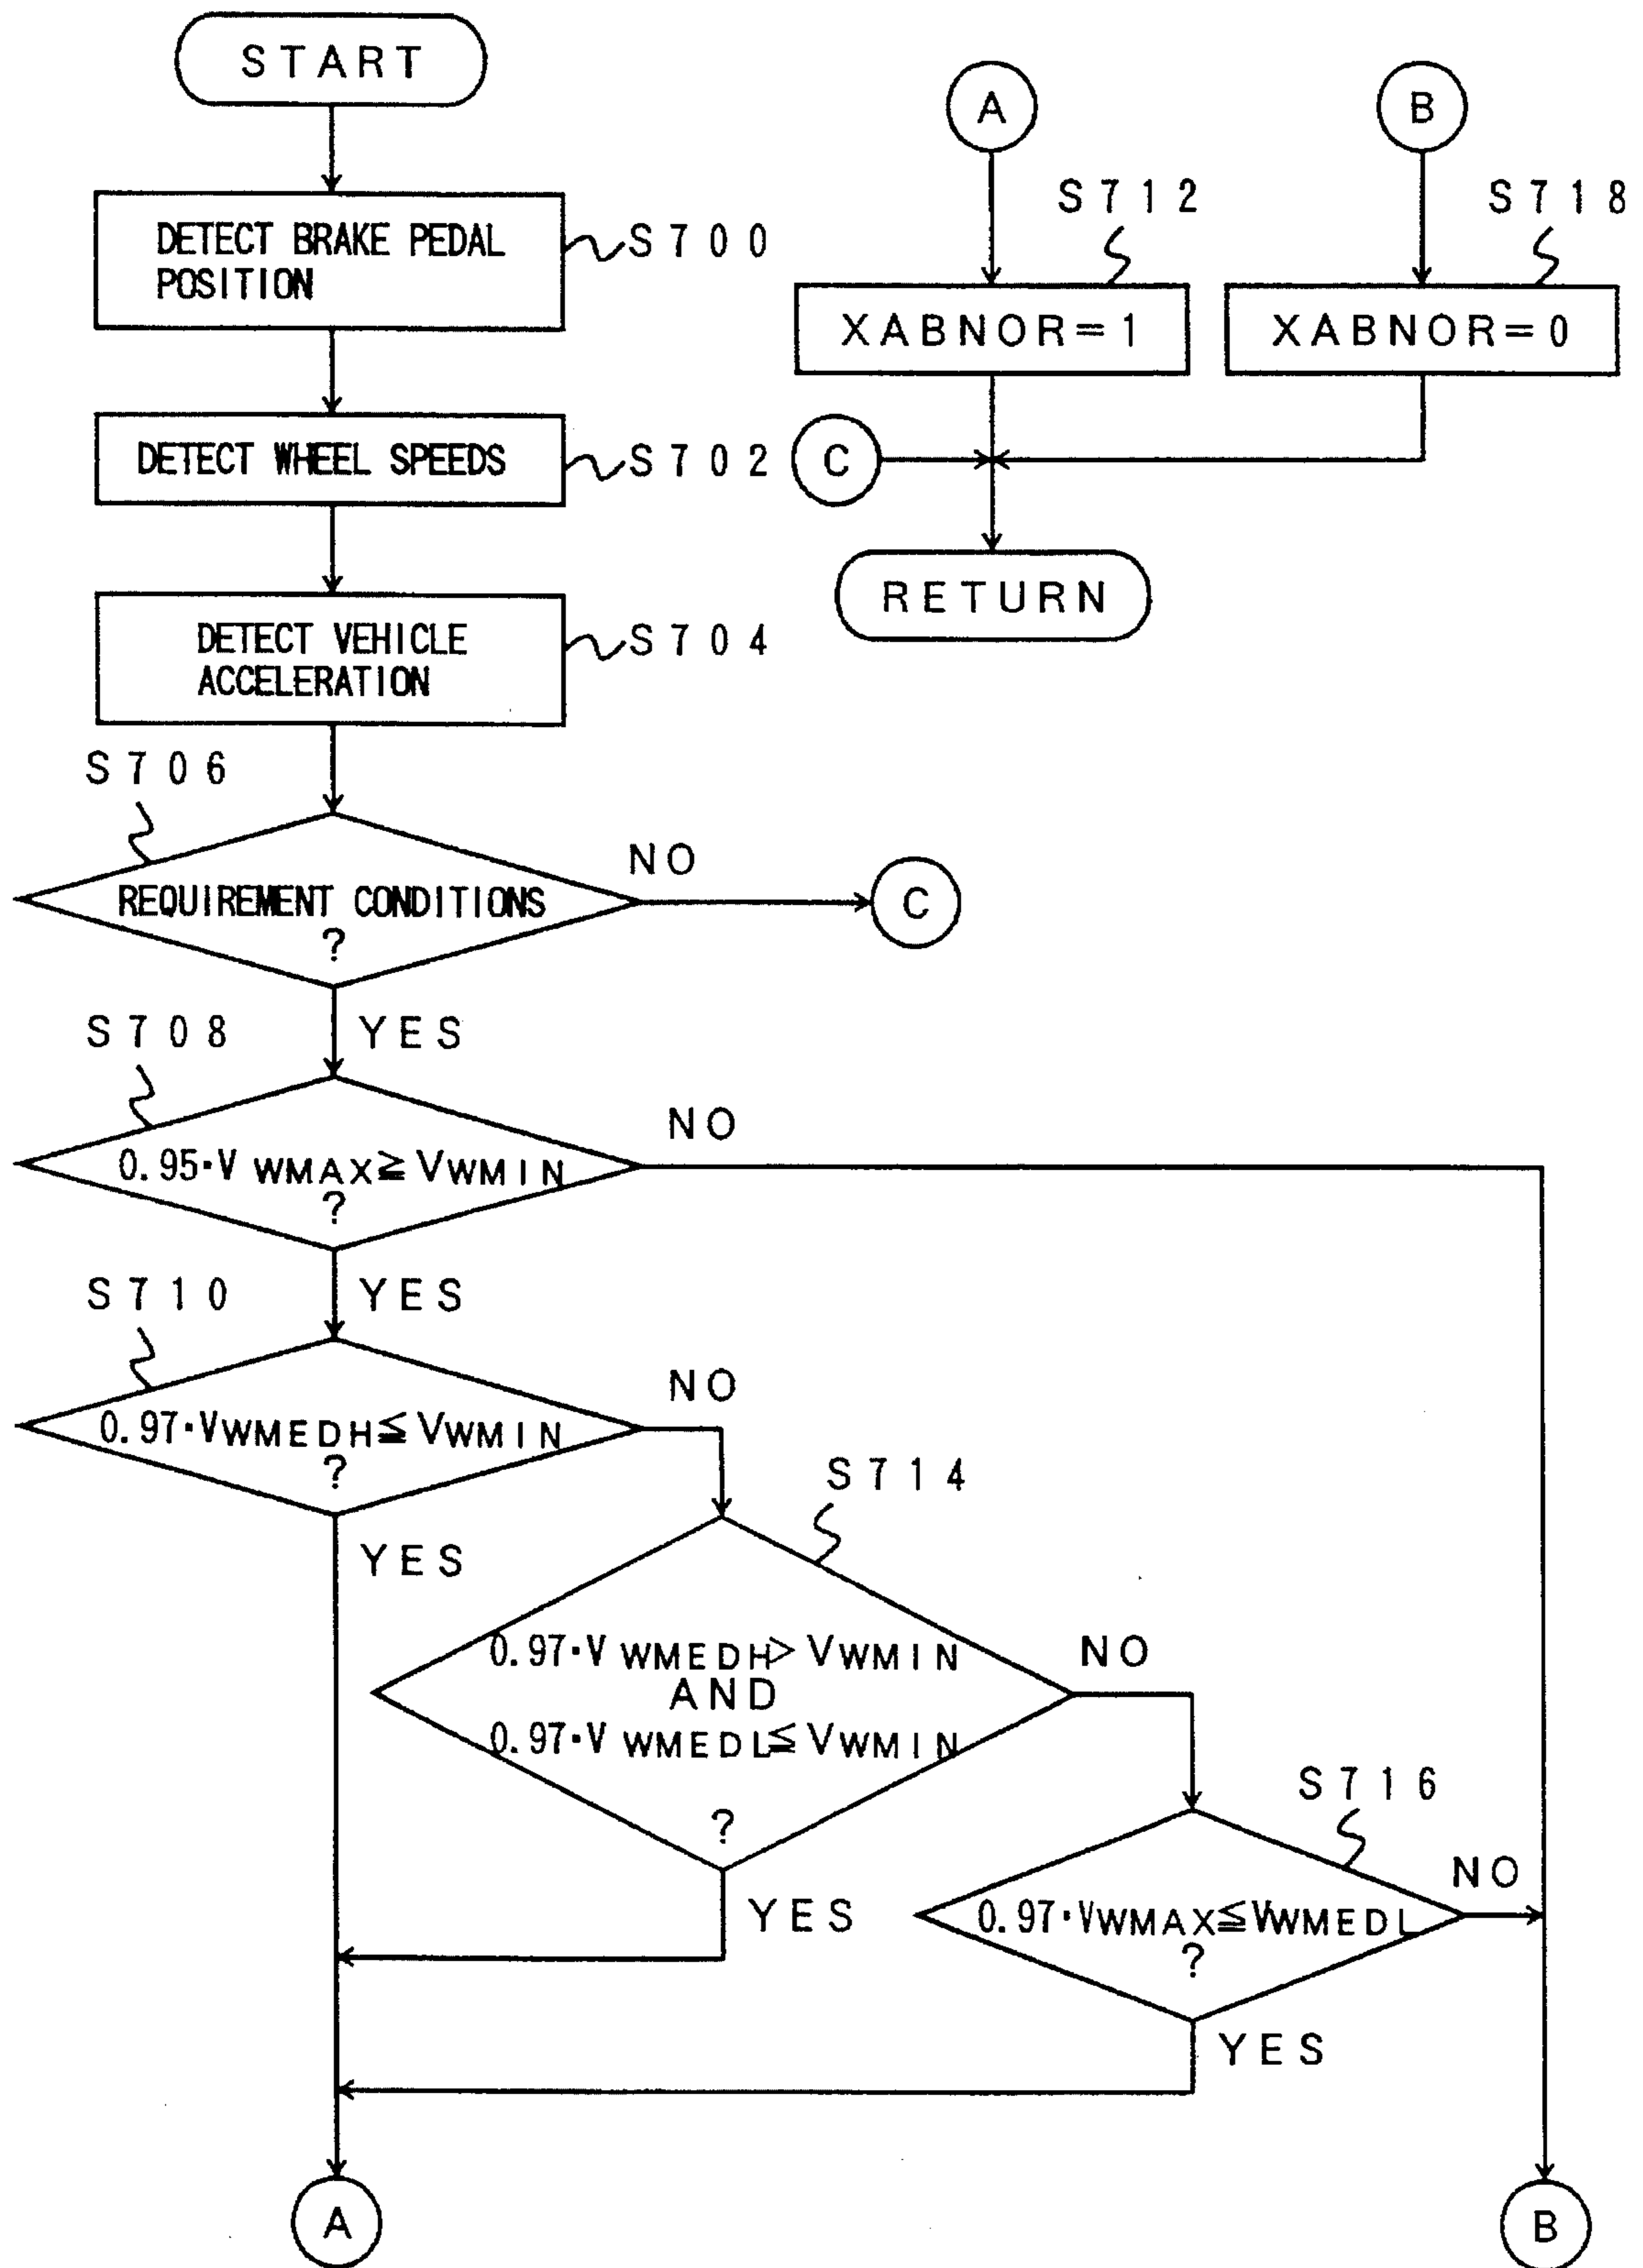 START
DETECT BRAKE PEDAL
POSITION
S700
DETECT WHEEL SPEEDS
S702
DETECT VEHICLE
ACCELERATION
S704
S706
REQUIREMENT CONDITIONS
?
NO
C
YES
S708
0.95·VWMAX≧VWMIN
?
NO
YES
S710
0.97·VWMEDH≦VWMIN
?
NO
YES
S714
0.97·VWMEDH>VWMIN
AND
0.97·VWMEDL≦VWMIN
?
NO
YES
S716
0.97·VWMAX≦VWMEDL
?
NO
YES
A
B
A
S712
XABNOR=1
B
S718
XABNOR=0
C
RETURN